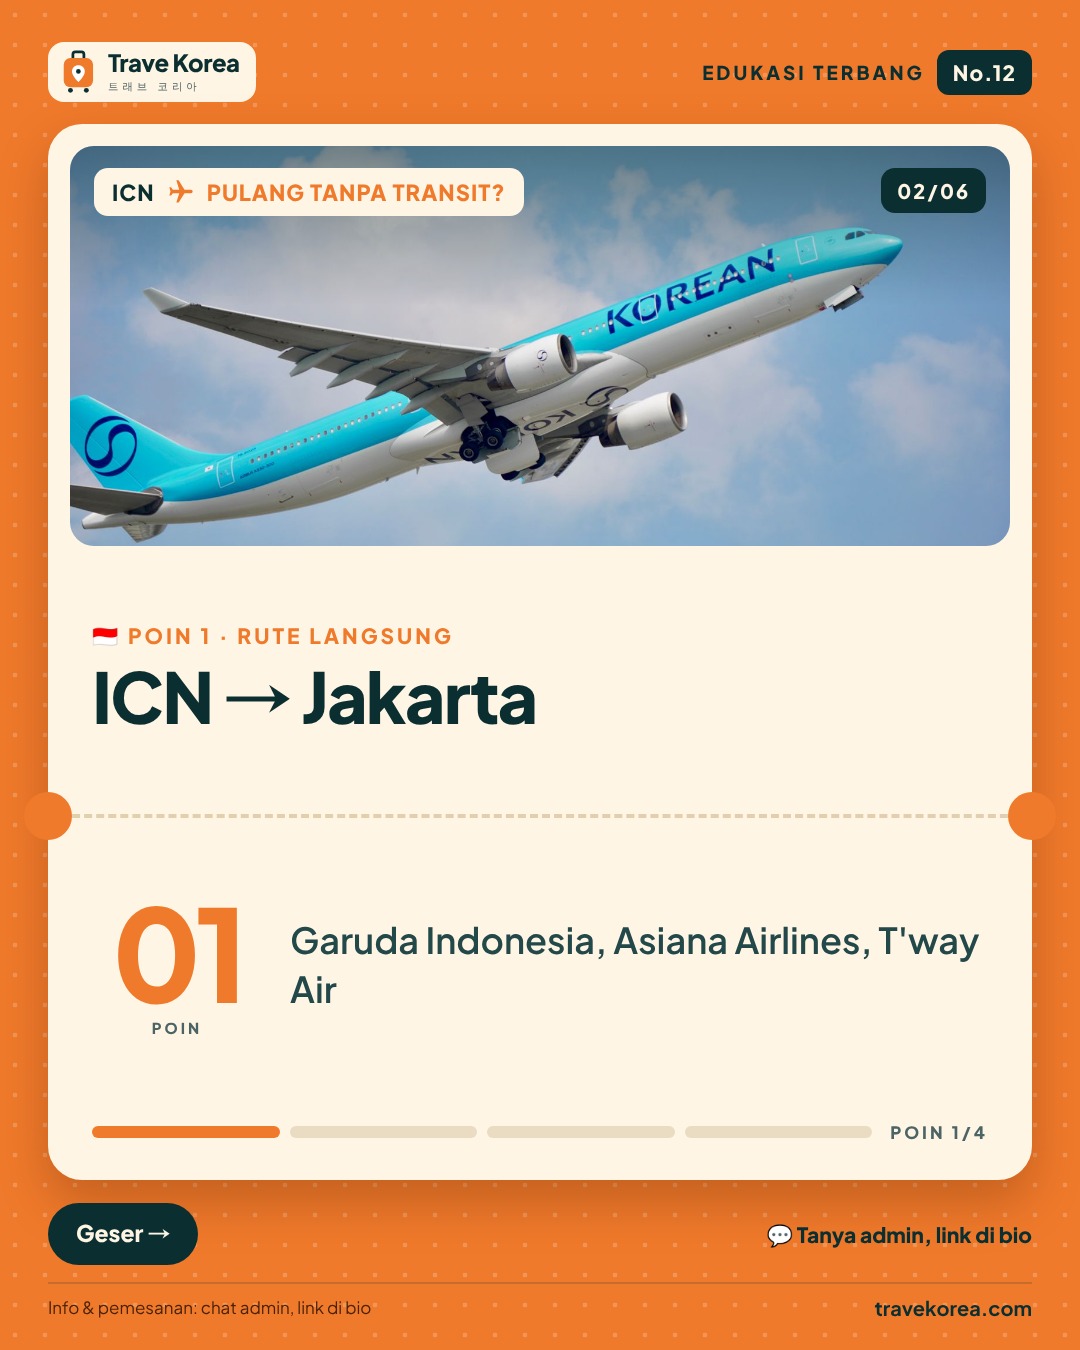 Trave Korea
트래브 코리아
EDUKASI TERBANG
No.12
ICN ✈ PULANG TANPA TRANSIT?
02/06
KOREAN
🇮🇩 POIN 1 · RUTE LANGSUNG
ICN → Jakarta
01
POIN
Garuda Indonesia, Asiana Airlines, T'way
Air
POIN 1/4
Geser →
💬 Tanya admin, link di bio
Info & pemesanan: chat admin, link di bio
travekorea.com